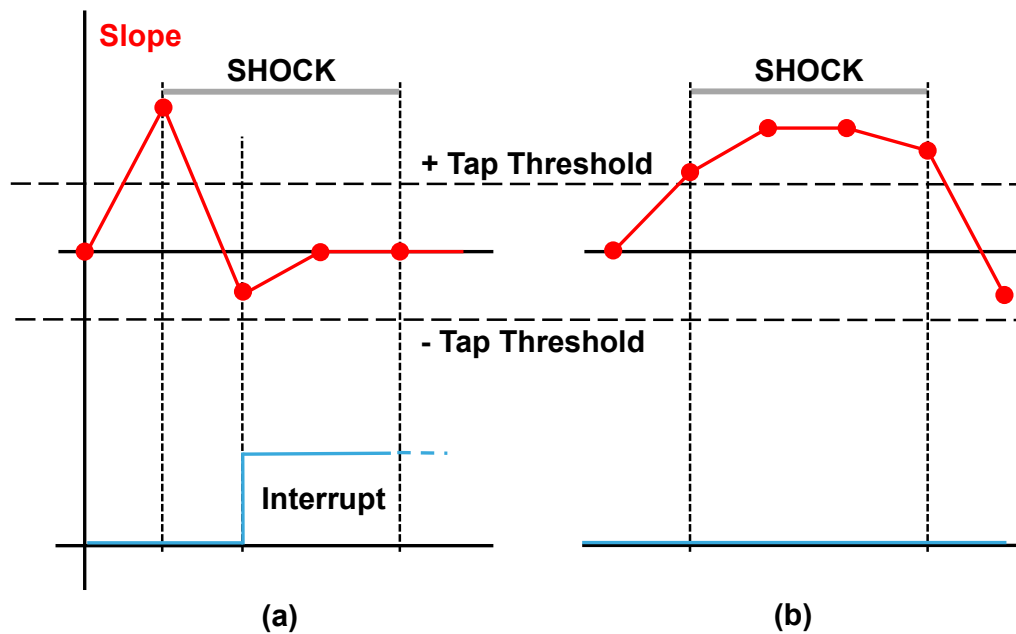 Slope
SHOCK
SHOCK
+ Tap Threshold
- Tap Threshold
Interrupt
(a)
(b)